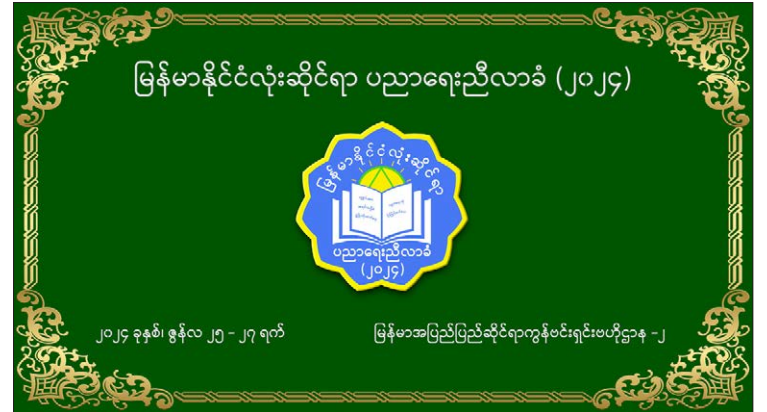 မြန်မာနိုင်ငံလုံးဆိုင်ရာ ပညာရေးညီလာခံ (၂၀၂၄)
မြန်မာနိုင်ငံလုံးဆိုင်ရာ
ပညာရေးညီလာခံ
(၂၀၂၄)
၂၀၂၄ ခုနှစ်၊ ဇွန်လ ၂၅ - ၂၇ ရက်
မြန်မာအပြည်ပြည်ဆိုင်ရာကွန်ဗင်းရှင်းဗဟိုဌာန -၂